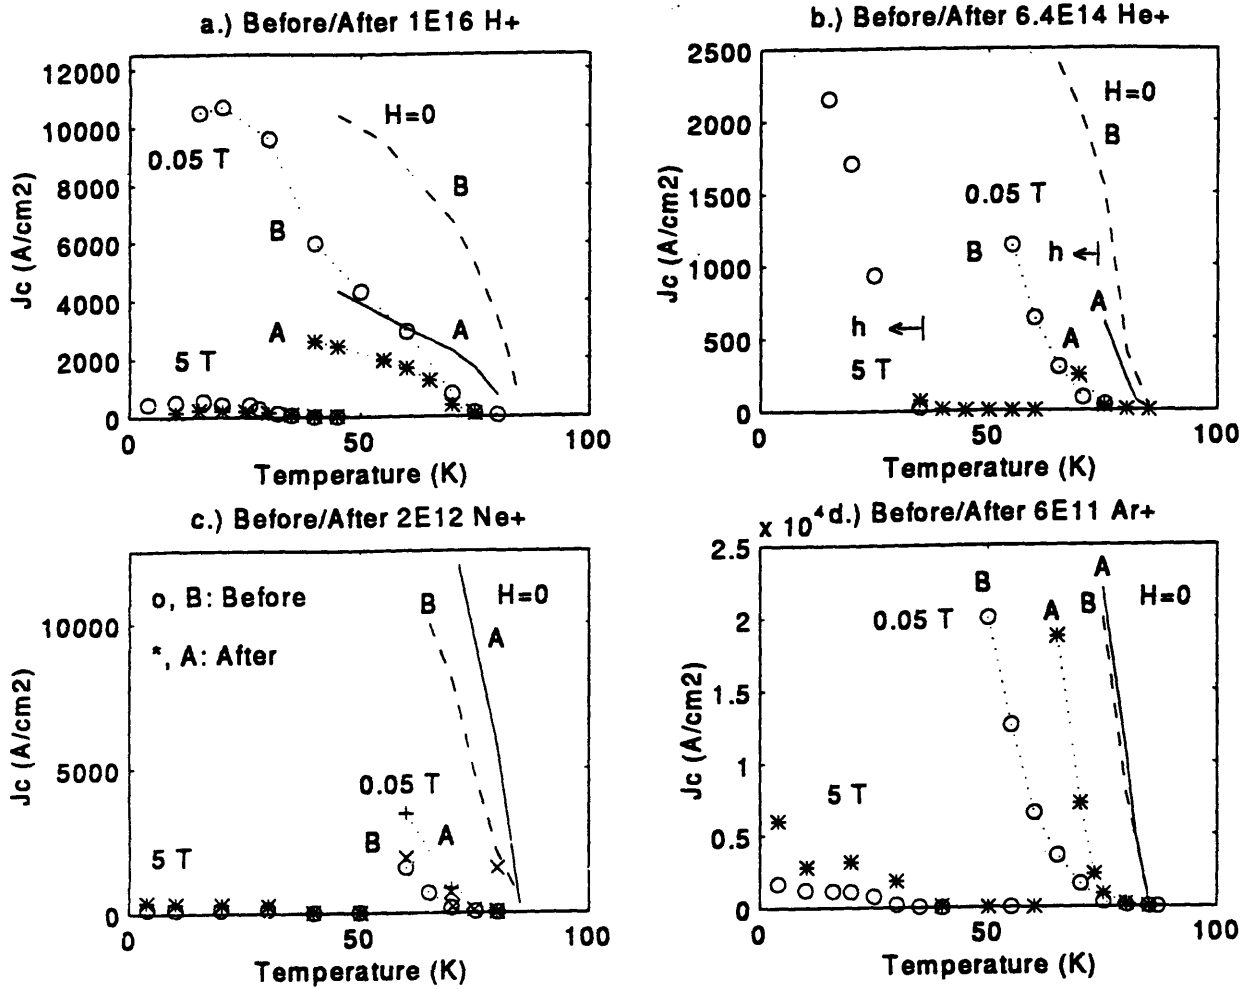 a.) Before/After 1E16 H+
12000
10000
8000
6000
4000
2000
0
Jc (A/cm2)
H=0
0.05 T
B
B
A
A
5 T
0
50
100
Temperature (K)
b.) Before/After 6.4E14 He+
2500
2000
1500
1000
500
0
Jc (A/cm2)
H=0
B
0.05 T
B
h
A
h
A
5 T
0
50
100
Temperature (K)
c.) Before/After 2E12 Ne+
10000
5000
0
Jc (A/cm2)
o, B: Before
*, A: After
B
H=0
A
0.05 T
B
A
5 T
0
50
100
Temperature (K)
x 10^4 d.) Before/After 6E11 Ar+
2.5
2
1.5
1
0.5
0
Jc (A/cm2)
B
A
0.05 T
A
B
H=0
5 T
0
50
100
Temperature (K)